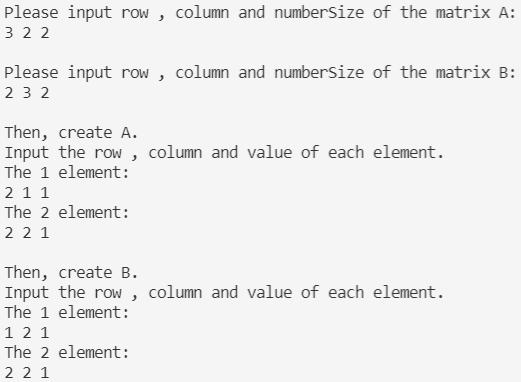 Please input row , column and numberSize of the matrix A:
3 2 2
Please input row , column and numberSize of the matrix B:
2 3 2
Then, create A.
Input the row , column and value of each element.
The 1 element:
2 1 1
The 2 element:
2 2 1
Then, create B.
Input the row , column and value of each element.
The 1 element:
1 2 1
The 2 element:
2 2 1